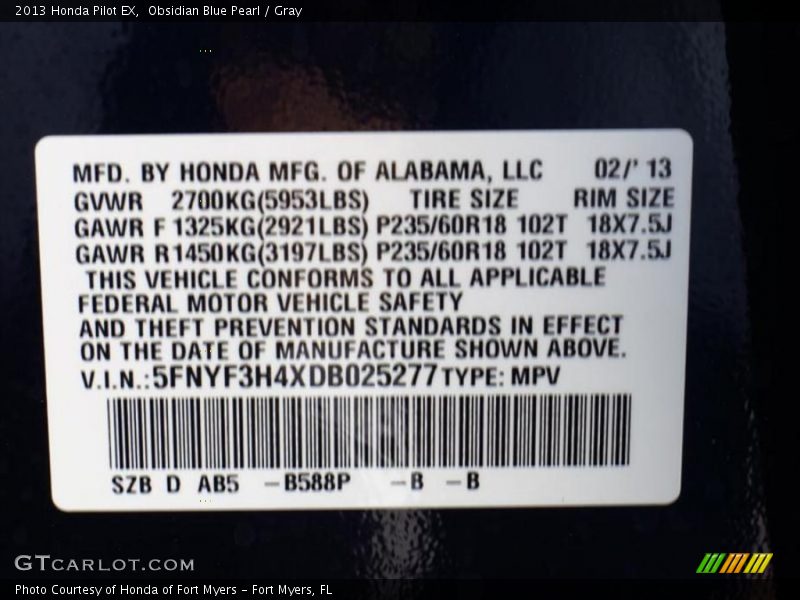 2013 Honda Pilot EX,  Obsidian Blue Pearl / Gray
MFD. BY HONDA MFG. OF ALABAMA, LLC 02/' 13
GVWR 2700KG(5953LBS) TIRE SIZE RIM SIZE
GAWR F 1325KG(2921LBS) P235/60R18 102T 18X7.5J
GAWR R1450KG(3197LBS) P235/60R18 102T 18X7.5J
THIS VEHICLE CONFORMS TO ALL APPLICABLE
FEDERAL MOTOR VEHICLE SAFETY
AND THEFT PREVENTION STANDARDS IN EFFECT
ON THE DATE OF MANUFACTURE SHOWN ABOVE.
V.I.N.:5FNYF3H4XDB025277 TYPE: MPV
SZB D AB5 -B588P -B -B
GTCARLOT.COM
Photo Courtesy of Honda of Fort Myers - Fort Myers, FL